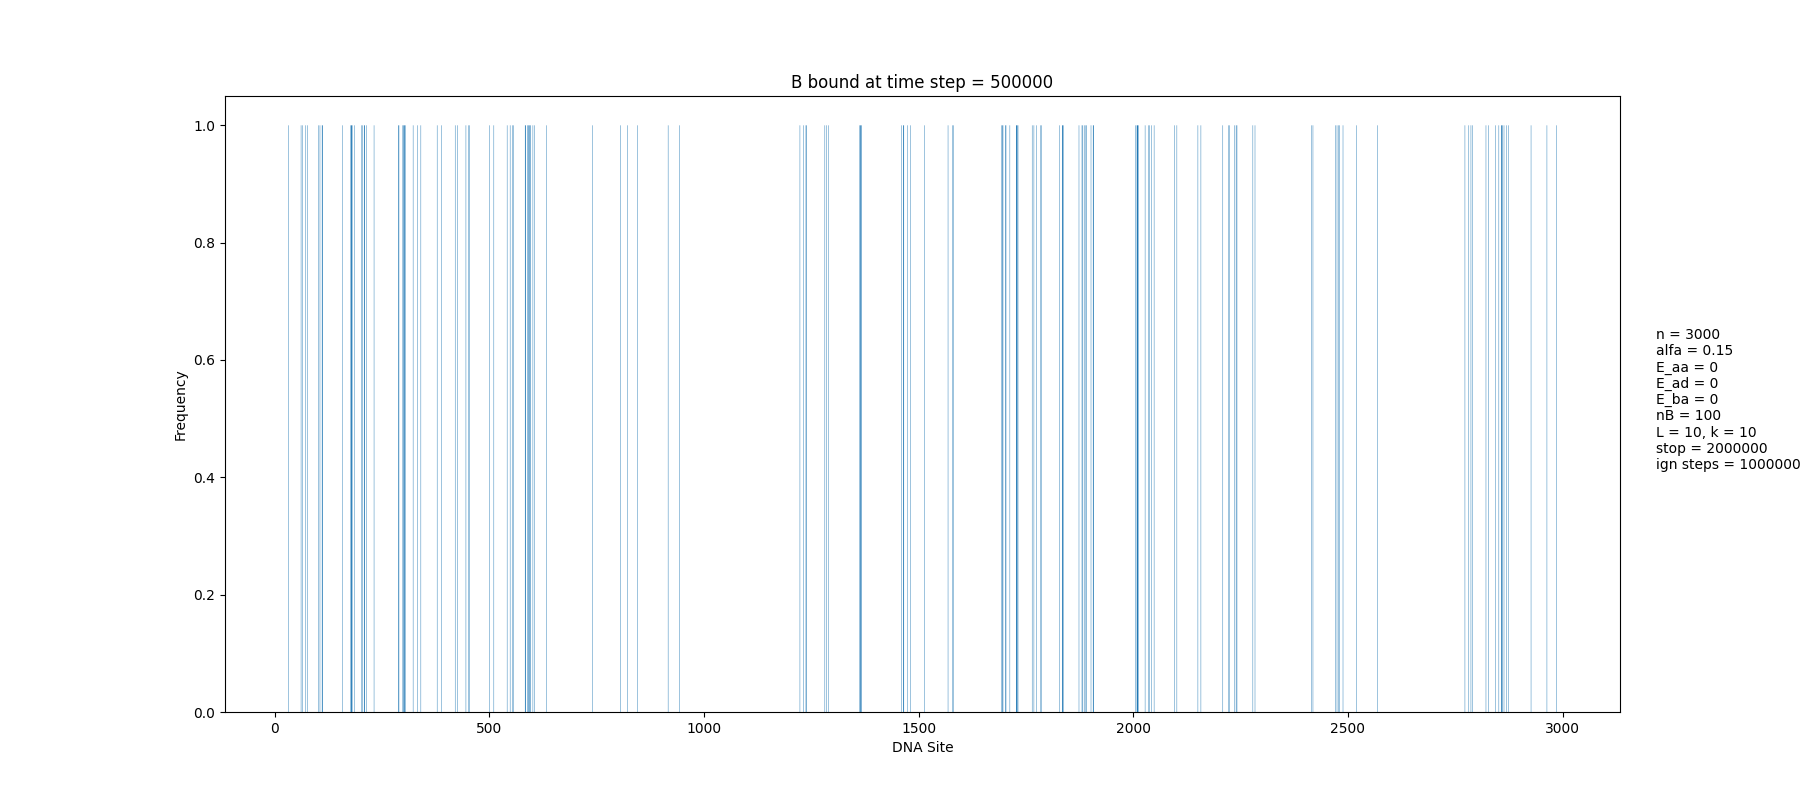 B bound at time step = 500000
1.0
0.8
0.6
0.4
0.2
0.0
Frequency
0 500 1000 1500 2000 2500 3000
DNA Site
n = 3000
alfa = 0.15
E_aa = 0
E_ad = 0
E_ba = 0
nB = 100
L = 10, k = 10
stop = 2000000
ign steps = 1000000